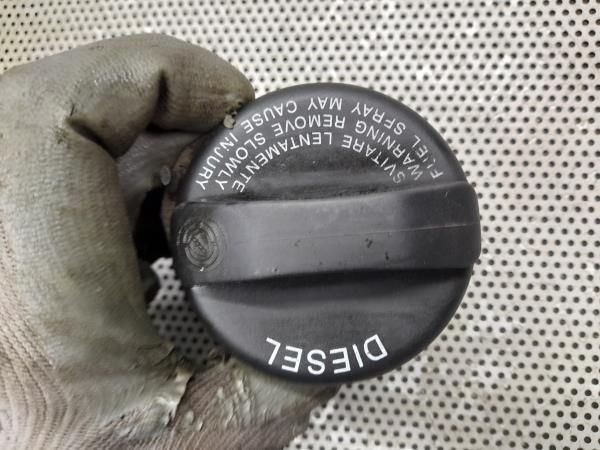 DIESEL
SVITARE LENTAMENTE
WARNING REMOVE SLOWLY
FUEL SPRAY MAY CAUSE INJURY